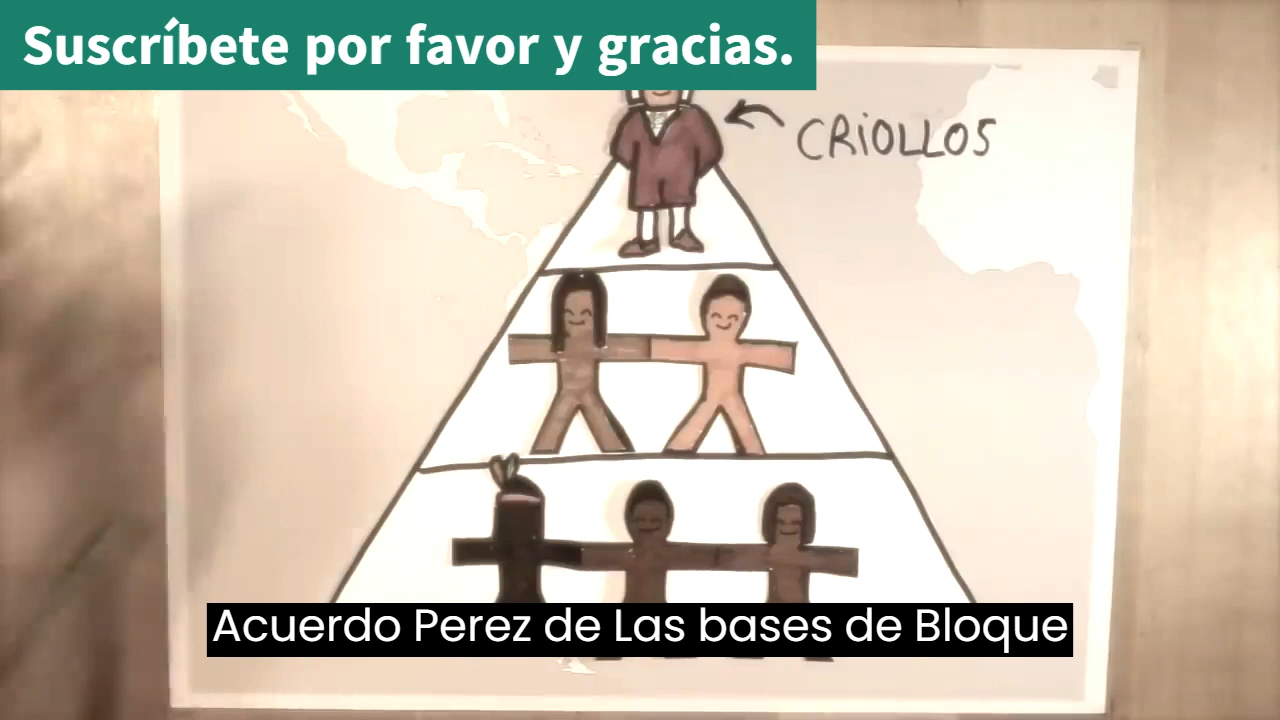 Suscríbete por favor y gracias.
CRIOLLOS
Acuerdo Perez de Las bases de Bloque